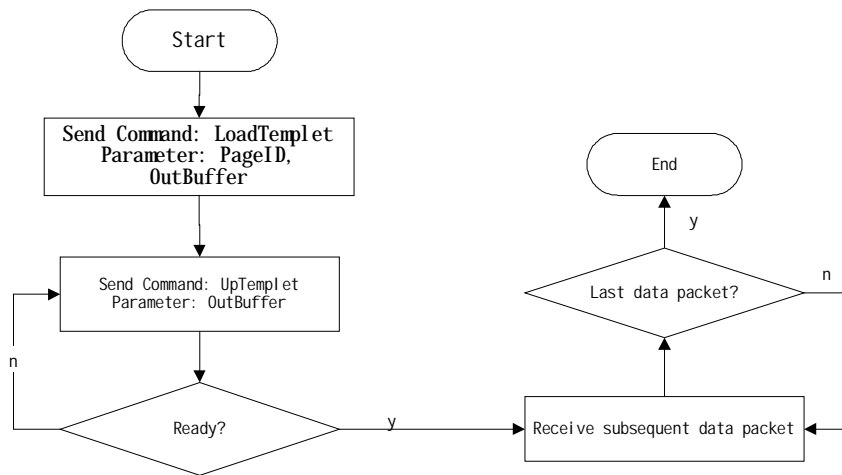 Start
Send Command: LoadTemplet
Parameter: PageID,
OutBuffer
Send Command: UpTemplet
Parameter: OutBuffer
n
Ready?
y
Receive subsequent data packet
Last data packet?
n
y
End